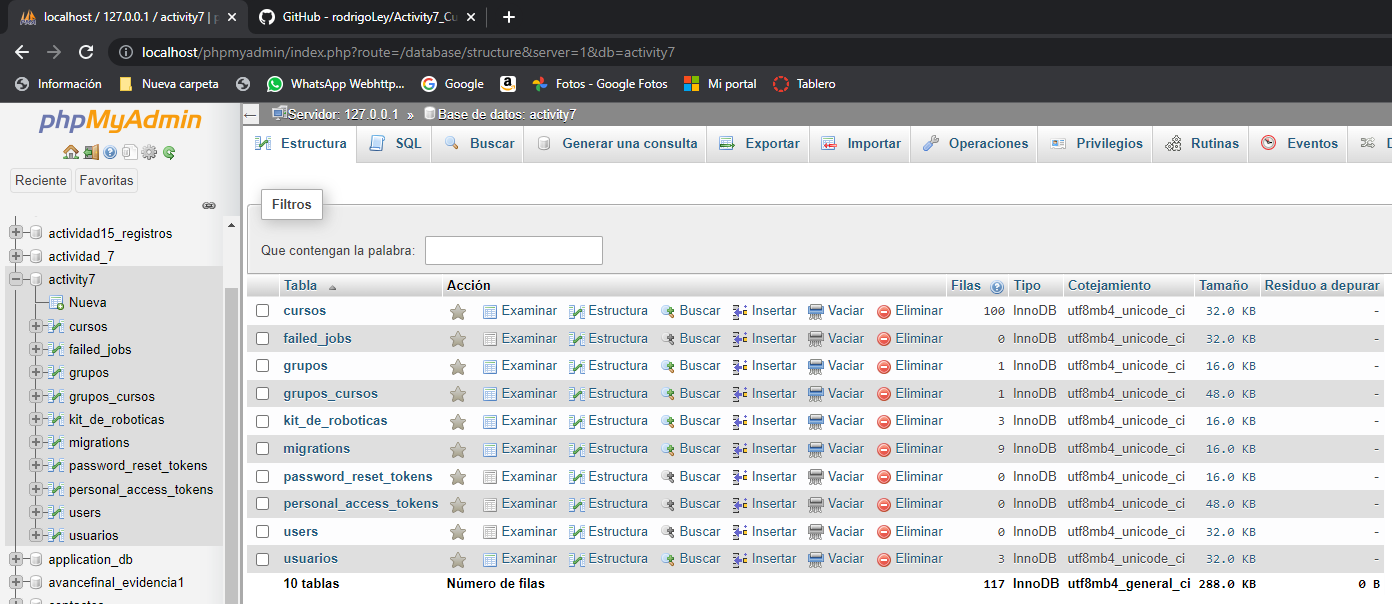 localhost / 127.0.0.1 / activity7 | p
GitHub - rodrigoLey/Activity7_Cu
localhost/phpmyadmin/index.php?route=/database/structure&server=1&db=activity7
Información Nueva carpeta WhatsApp Webhttp... Google Fotos - Google Fotos Mi portal Tablero
phpMyAdmin
Reciente Favoritas
actividad15_registros
actividad_7
activity7
Nueva
cursos
failed_jobs
grupos
grupos_cursos
kit_de_roboticas
migrations
password_reset_tokens
personal_access_tokens
users
usuarios
application_db
avancefinal_evidencia1
Servidor: 127.0.0.1 » Base de datos: activity7
Estructura SQL Buscar Generar una consulta Exportar Importar Operaciones Privilegios Rutinas Eventos
Filtros
Que contengan la palabra:
Tabla Acción Filas Tipo Cotejamiento Tamaño Residuo a depurar
cursos Examinar Estructura Buscar Insertar Vaciar Eliminar 100 InnoDB utf8mb4_unicode_ci 32.0 KB -
failed_jobs Examinar Estructura Buscar Insertar Vaciar Eliminar 0 InnoDB utf8mb4_unicode_ci 32.0 KB -
grupos Examinar Estructura Buscar Insertar Vaciar Eliminar 1 InnoDB utf8mb4_unicode_ci 16.0 KB -
grupos_cursos Examinar Estructura Buscar Insertar Vaciar Eliminar 1 InnoDB utf8mb4_unicode_ci 48.0 KB -
kit_de_roboticas Examinar Estructura Buscar Insertar Vaciar Eliminar 3 InnoDB utf8mb4_unicode_ci 16.0 KB -
migrations Examinar Estructura Buscar Insertar Vaciar Eliminar 9 InnoDB utf8mb4_unicode_ci 16.0 KB -
password_reset_tokens Examinar Estructura Buscar Insertar Vaciar Eliminar 0 InnoDB utf8mb4_unicode_ci 16.0 KB -
personal_access_tokens Examinar Estructura Buscar Insertar Vaciar Eliminar 0 InnoDB utf8mb4_unicode_ci 48.0 KB -
users Examinar Estructura Buscar Insertar Vaciar Eliminar 0 InnoDB utf8mb4_unicode_ci 32.0 KB -
usuarios Examinar Estructura Buscar Insertar Vaciar Eliminar 3 InnoDB utf8mb4_unicode_ci 32.0 KB -
10 tablas Número de filas 117 InnoDB utf8mb4_general_ci 288.0 KB 0 B